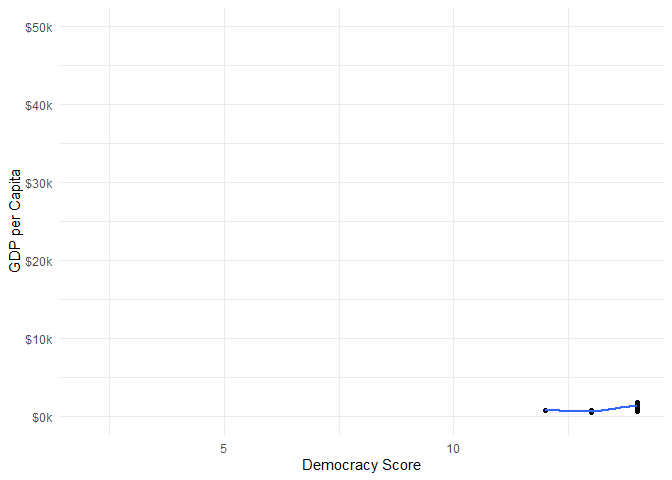 $50k
$40k
$30k
$20k
$10k
$0k
GDP per Capita
5 10
Democracy Score